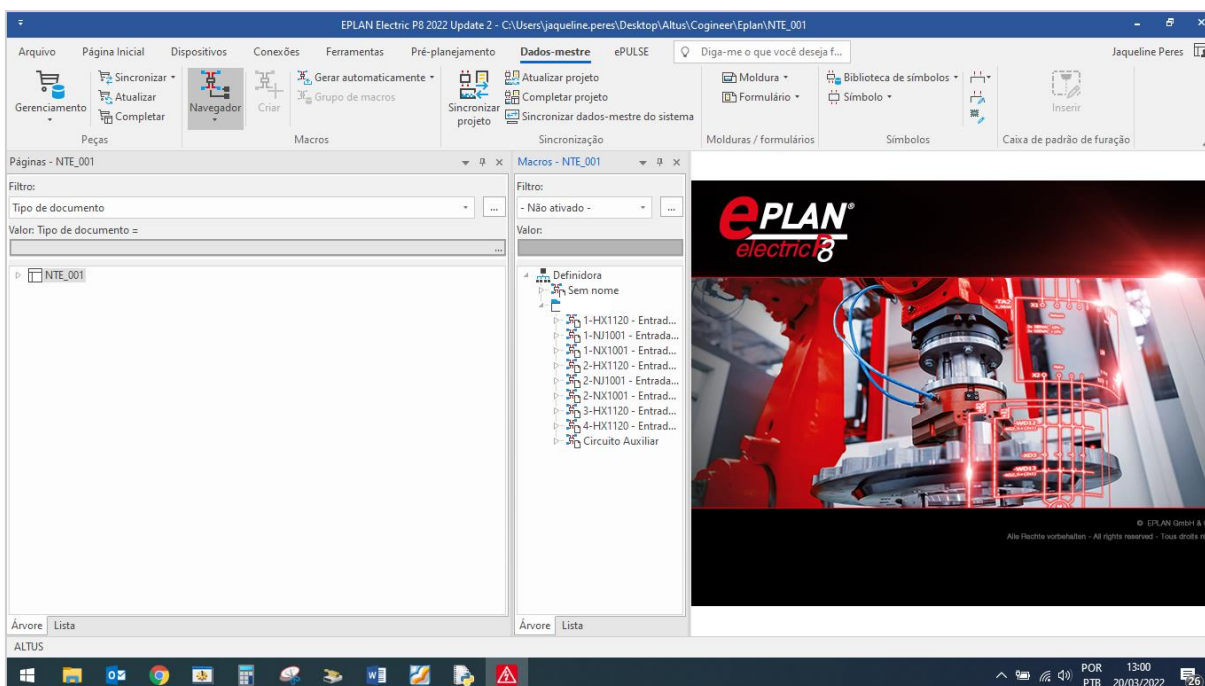 EPLAN Electric P8 2022 Update 2 - C:\Users\jaqueline.peres\Desktop\Altus\Cogineer\Eplan\NTE_001
Arquivo Página Inicial Dispositivos Conexões Ferramentas Pré-planejamento Dados-mestre ePULSE Diga-me o que você deseja f... Jaqueline Peres
Gerenciamento
Sincronizar
Atualizar
Completar
Peças
Navegador
Criar
Gerar automaticamente
Grupo de macros
Macros
Sincronizar projeto
Atualizar projeto
Completar projeto
Sincronizar dados-mestre do sistema
Sincronização
Moldura
Formulário
Molduras / formulários
Biblioteca de símbolos
Símbolo
Símbolos
Inserir
Caixa de padrão de furação
Páginas - NTE_001
Filtro:
Tipo de documento
...
Valor: Tipo de documento =
...
NTE_001
Árvore Lista
Macros - NTE_001
Filtro:
- Não ativado -
...
Valor:
Definidora
Sem nome
1-HX1120 - Entrad...
1-NJ1001 - Entrada...
1-NX1001 - Entrad...
2-HX1120 - Entrad...
2-NJ1001 - Entrada...
2-NX1001 - Entrad...
3-HX1120 - Entrad...
4-HX1120 - Entrad...
Circuito Auxiliar
Árvore Lista
ePLAN®
electric P8
-TA2
-WD12
-XD3
-WD13
© EPLAN GmbH &
Alle Rechte vorbehalten - All rights reserved - Tous droits
ALTUS
POR
PTB
13:00
20/03/2022
26